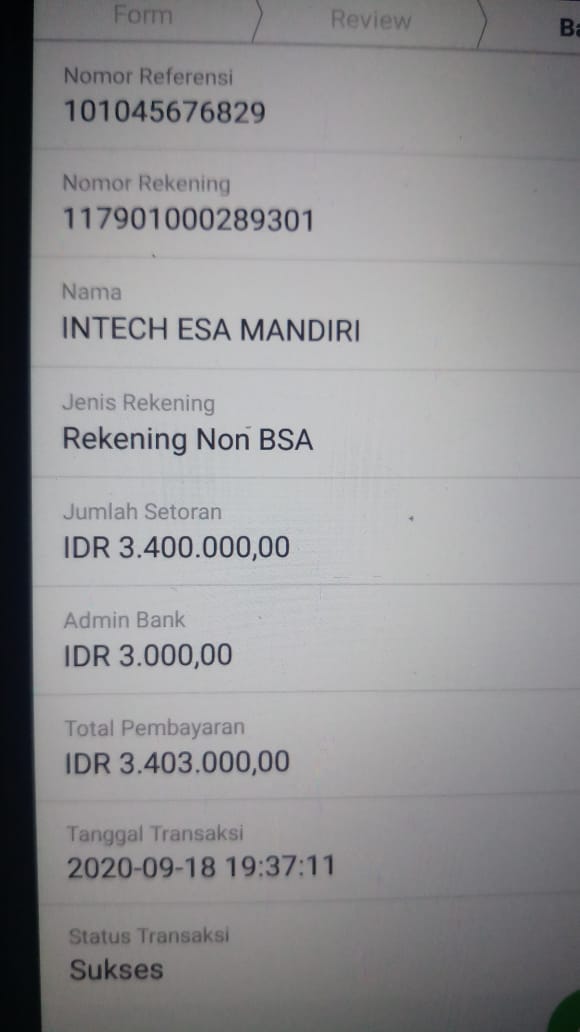 Form
Review
Nomor Referensi
101045676829
Nomor Rekening
117901000289301
Nama
INTECH ESA MANDIRI
Jenis Rekening
Rekening Non BSA
Jumlah Setoran
IDR 3.400.000,00
Admin Bank
IDR 3.000,00
Total Pembayaran
IDR 3.403.000,00
Tanggal Transaksi
2020-09-18 19:37:11
Status Transaksi
Sukses